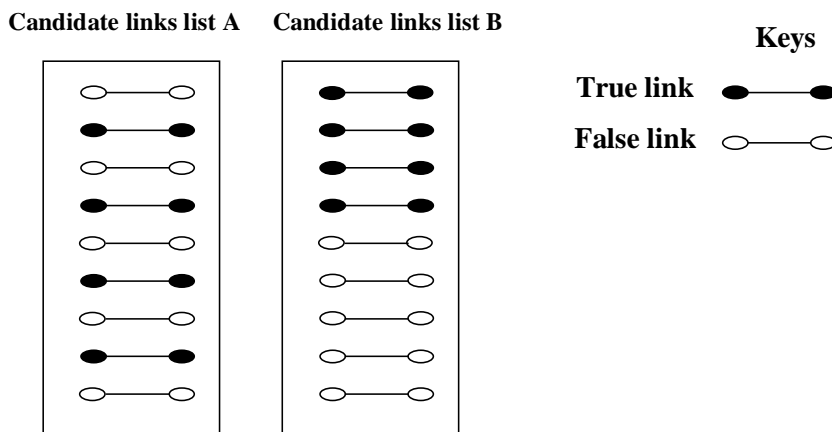 Candidate links list A
Candidate links list B
Keys
True link
False link